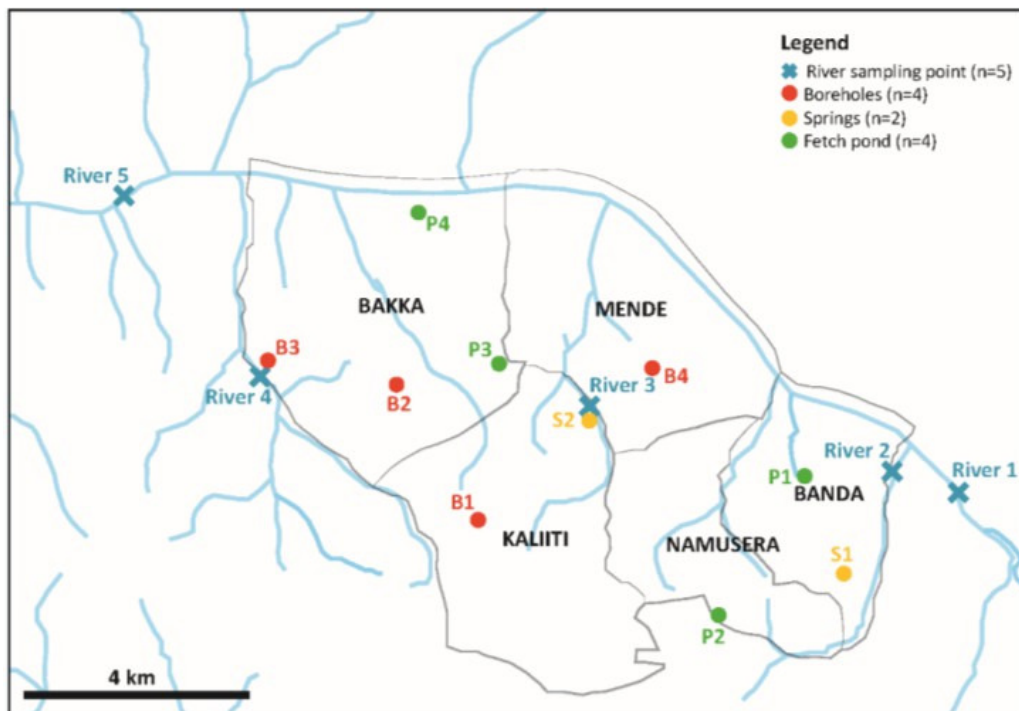 Legend
River sampling point (n=5)
Boreholes (n=4)
Springs (n=2)
Fetch pond (n=4)
River 5
P4
BAKKA
MENDE
B3
P3
B4
River 3
River 4
B2
S2
River 2
River 1
P1
BANDA
B1
KALIITI
NAMUSERA
S1
P2
4 km